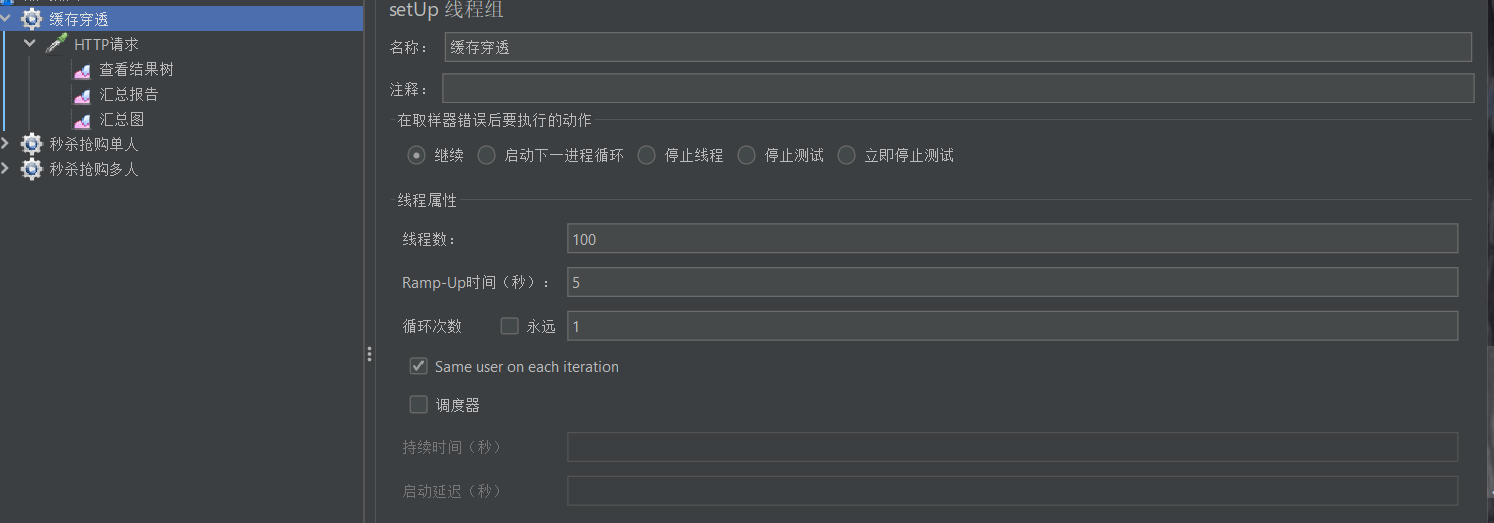 缓存穿透
HTTP请求
查看结果树
汇总报告
汇总图
秒杀抢购单人
秒杀抢购多人
setUp 线程组
名称： 缓存穿透
注释：
在取样器错误后要执行的动作
继续 启动下一进程循环 停止线程 停止测试 立即停止测试
线程属性
线程数： 100
Ramp-Up时间（秒）： 5
循环次数 永远 1
Same user on each iteration
调度器
持续时间（秒）
启动延迟（秒）